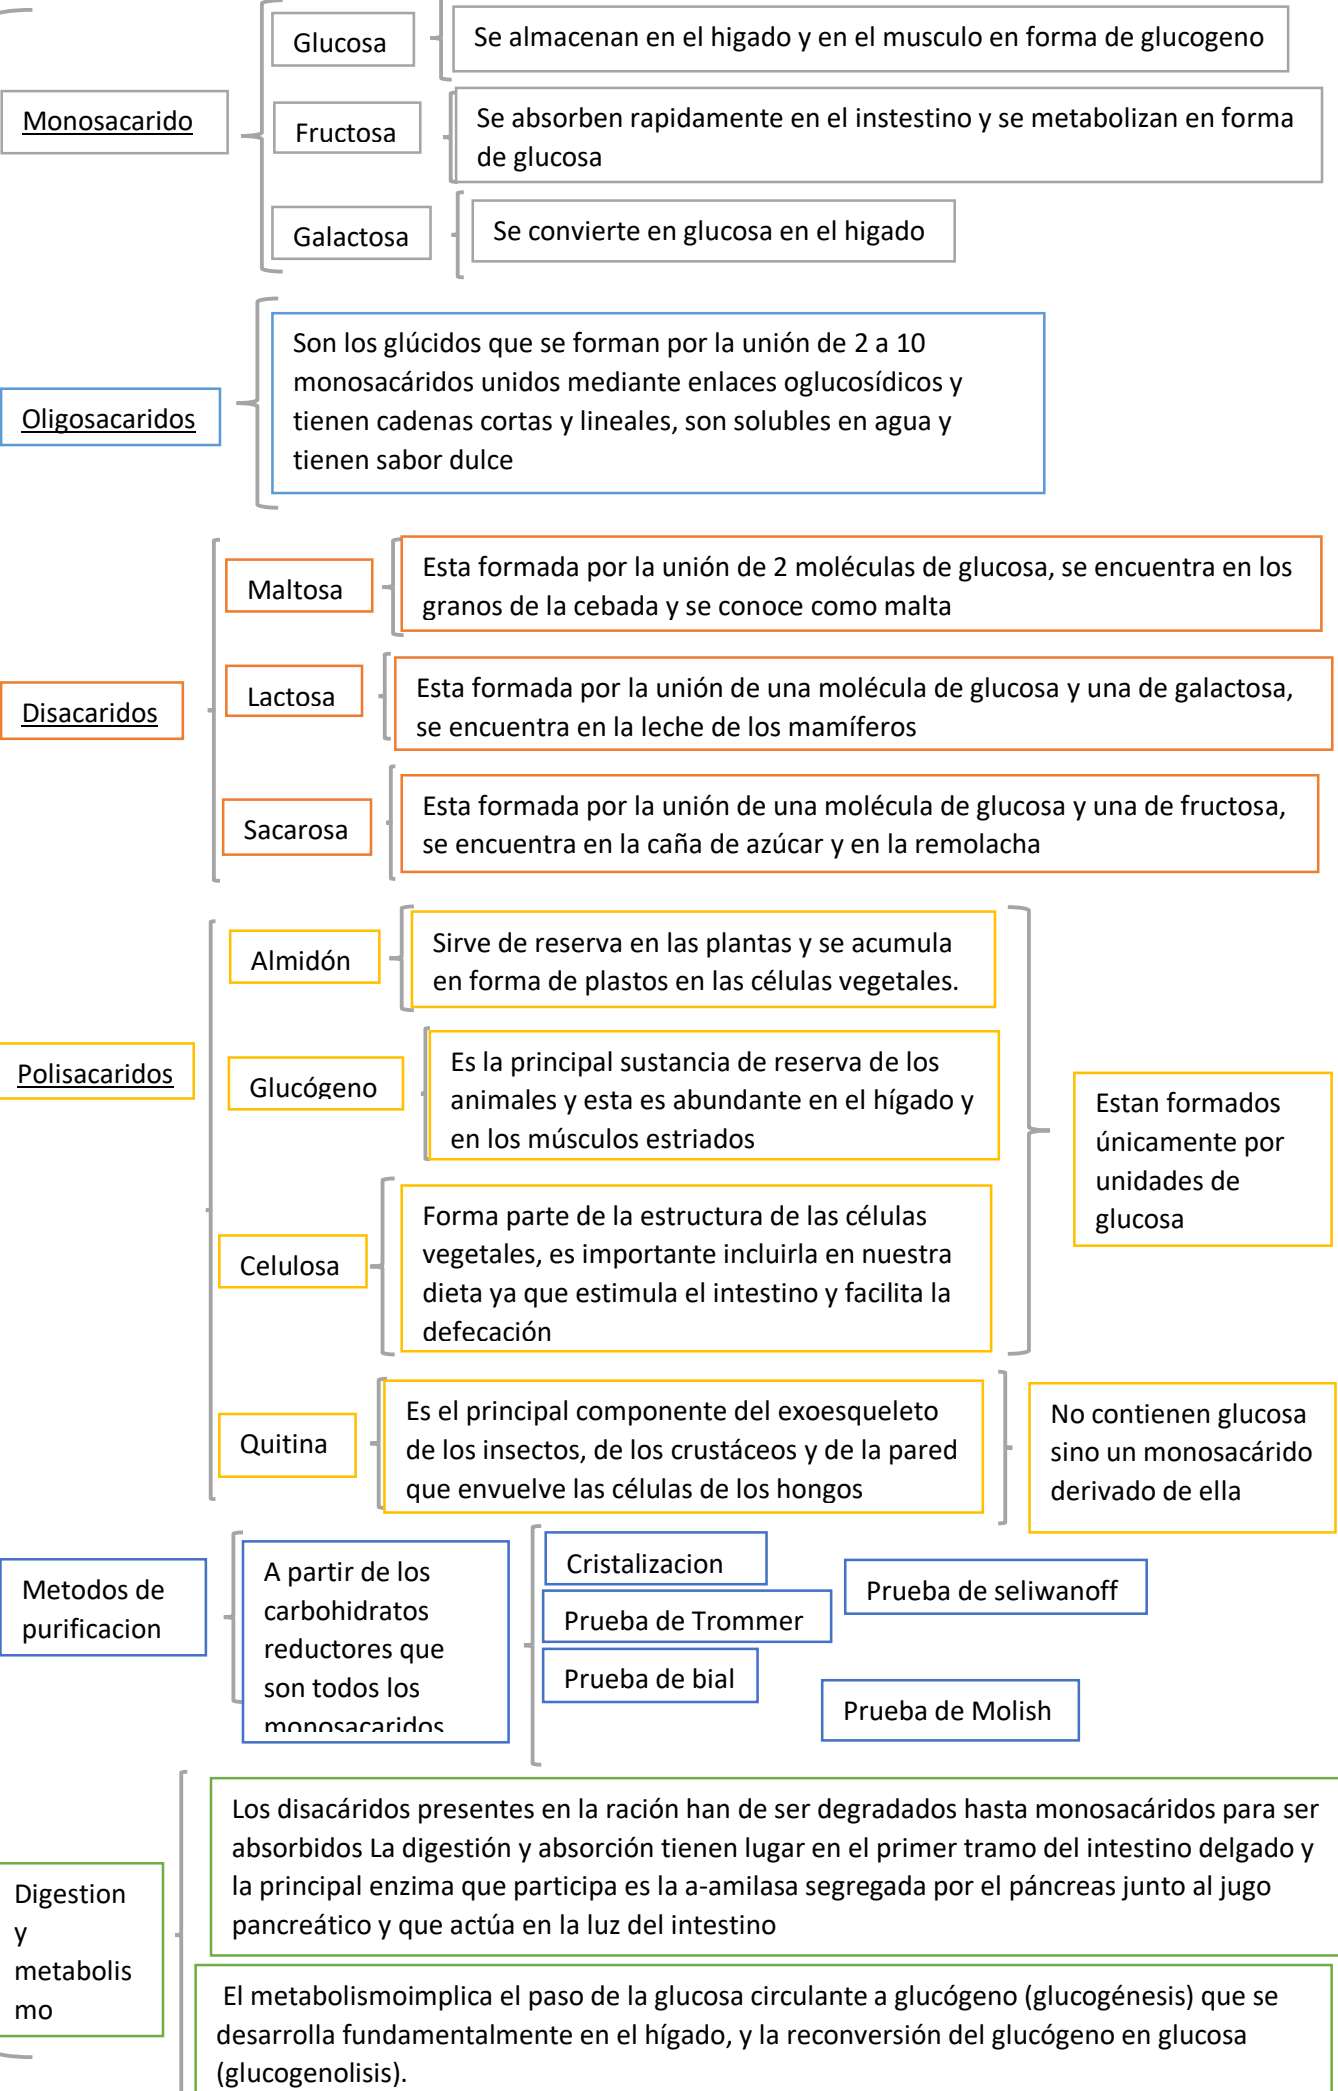 Monosacarido
Glucosa
Se almacenan en el higado y en el musculo en forma de glucogeno
Fructosa
Se absorben rapidamente en el instestino y se metabolizan en forma
de glucosa
Galactosa
Se convierte en glucosa en el higado
Oligosacaridos
Son los glúcidos que se forman por la unión de 2 a 10
monosacáridos unidos mediante enlaces oglucosídicos y
tienen cadenas cortas y lineales, son solubles en agua y
tienen sabor dulce
Disacaridos
Maltosa
Esta formada por la unión de 2 moléculas de glucosa, se encuentra en los
granos de la cebada y se conoce como malta
Lactosa
Esta formada por la unión de una molécula de glucosa y una de galactosa,
se encuentra en la leche de los mamíferos
Sacarosa
Esta formada por la unión de una molécula de glucosa y una de fructosa,
se encuentra en la caña de azúcar y en la remolacha
Polisacaridos
Almidón
Sirve de reserva en las plantas y se acumula
en forma de plastos en las células vegetales.
Glucógeno
Es la principal sustancia de reserva de los
animales y esta es abundante en el hígado y
en los músculos estriados
Celulosa
Forma parte de la estructura de las células
vegetales, es importante incluirla en nuestra
dieta ya que estimula el intestino y facilita la
defecación
Estan formados
únicamente por
unidades de
glucosa
Quitina
Es el principal componente del exoesqueleto
de los insectos, de los crustáceos y de la pared
que envuelve las células de los hongos
No contienen glucosa
sino un monosacárido
derivado de ella
Metodos de
purificacion
A partir de los
carbohidratos
reductores que
son todos los
monosacaridos
Cristalizacion
Prueba de Trommer
Prueba de bial
Prueba de seliwanoff
Prueba de Molish
Digestion
y
metabolis
mo
Los disacáridos presentes en la ración han de ser degradados hasta monosacáridos para ser
absorbidos La digestión y absorción tienen lugar en el primer tramo del intestino delgado y
la principal enzima que participa es la a-amilasa segregada por el páncreas junto al jugo
pancreático y que actúa en la luz del intestino
El metabolismoimplica el paso de la glucosa circulante a glucógeno (glucogénesis) que se
desarrolla fundamentalmente en el hígado, y la reconversión del glucógeno en glucosa
(glucogenolisis).